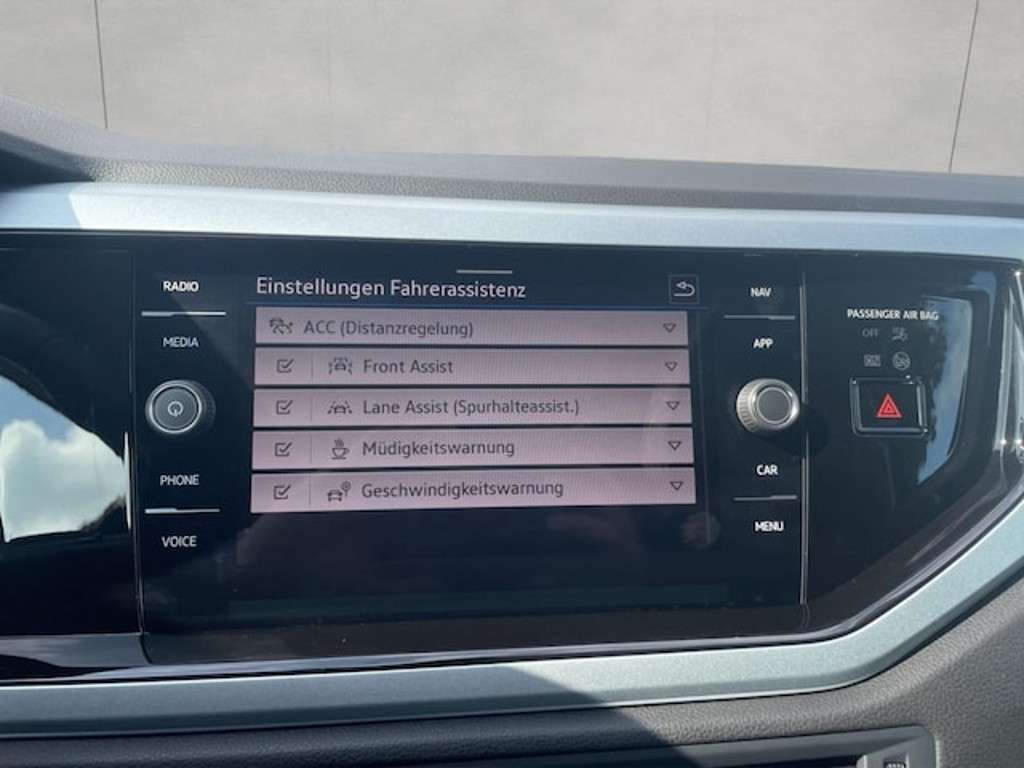 RADIO
MEDIA
PHONE
VOICE
Einstellungen Fahrerassistenz
ACC (Distanzregelung)
Front Assist
Lane Assist (Spurhalteassist.)
Müdigkeitswarnung
Geschwindigkeitswarnung
NAV
APP
CAR
MENU
PASSENGER AIR BAG
OFF